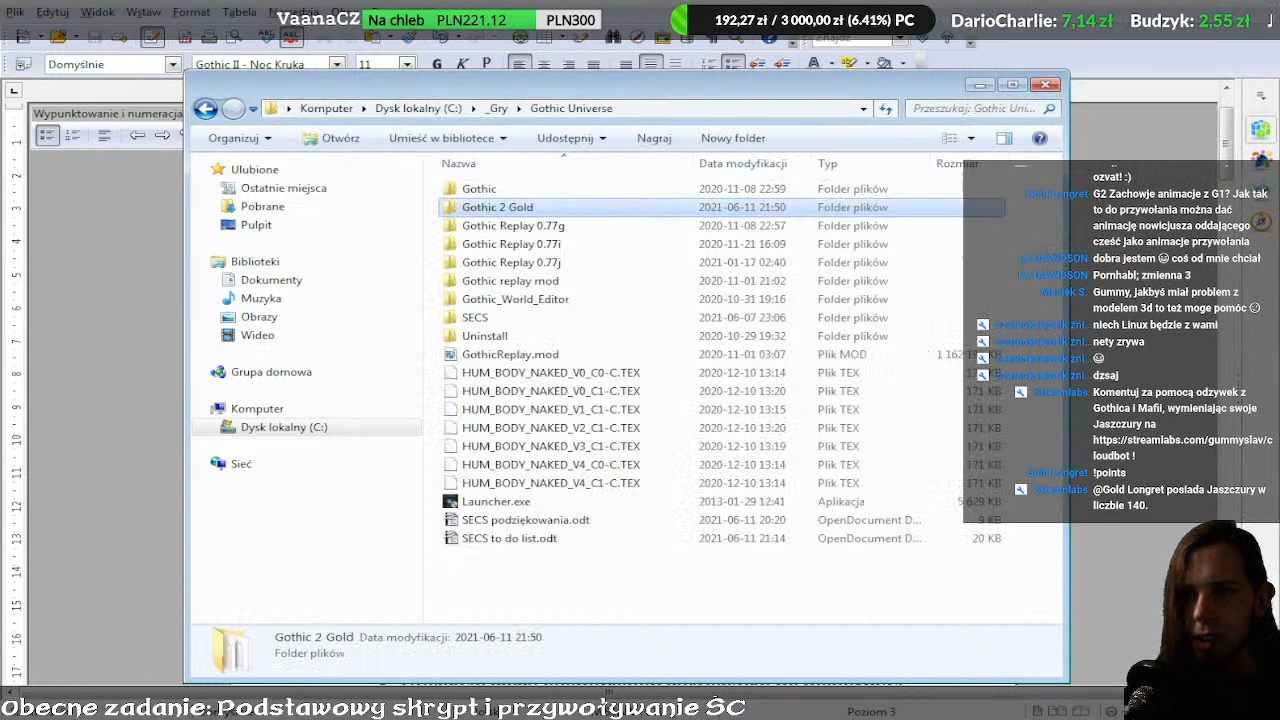 Plik Edytuj Widok Wstaw Format Tabela
VaanaCZ Na chleb PLN221.12 PLN300
192,27 zł / 3 000,00 zł (6.41%) PC
DarioCharlie: 7,14 zł Budzyk: 2,55 zł
Domyślnie
Gothic II - Noc Kruka
11
G K P
Wypunktowanie i numeracja
Komputer Dysk lokalny (C:) _Gry Gothic Universe
Przeszukaj: Gothic Uni...
Organizuj Otwórz Umieść w bibliotece Udostępnij Nagraj Nowy folder
Nazwa Data modyfikacji Typ Rozmiar
Ulubione
Ostatnie miejsca
Pobrane
Pulpit
Biblioteki
Dokumenty
Muzyka
Obrazy
Wideo
Grupa domowa
Komputer
Dysk lokalny (C:)
Sieć
Gothic 2020-11-08 22:59 Folder plików
Gothic 2 Gold 2021-06-11 21:50 Folder plików
Gothic Replay 0.77g 2020-11-08 22:57 Folder plików
Gothic Replay 0.77i 2020-11-21 16:09 Folder plików
Gothic Replay 0.77j 2021-01-17 02:40 Folder plików
Gothic replay mod 2020-11-01 21:02 Folder plików
Gothic_World_Editor 2020-10-31 19:16 Folder plików
SECS 2021-06-07 23:06 Folder plików
Uninstall 2020-10-29 19:32 Folder plików
GothicReplay.mod 2020-11-01 03:07 Plik MOD
HUM_BODY_NAKED_V0_C0-C.TEX 2020-12-10 13:14 Plik TEX
HUM_BODY_NAKED_V0_C1-C.TEX 2020-12-10 13:20 Plik TEX 171 KB
HUM_BODY_NAKED_V1_C1-C.TEX 2020-12-10 13:15 Plik TEX 171 KB
HUM_BODY_NAKED_V2_C1-C.TEX 2020-12-10 13:20 Plik TEX 171 KB
HUM_BODY_NAKED_V3_C1-C.TEX 2020-12-10 13:19 Plik TEX 171 KB
HUM_BODY_NAKED_V4_C0-C.TEX 2020-12-10 13:14 Plik TEX 171 KB
HUM_BODY_NAKED_V4_C1-C.TEX 2020-12-10 13:14 Plik TEX 171 KB
Launcher.exe 2013-01-29 12:41 Aplikacja 5 629 KB
SECS podziękowania.odt 2021-06-11 20:20 OpenDocument D... 9 KB
SECS to do list.odt 2021-06-11 21:14 OpenDocument D... 20 KB
ozvat! :)
Gold Longret G2 Zachowje animacje z G1? Jak tak
to do przywołania można dać
animację nowicjusza oddającego
cześć jako animacje przywołania
DAWIDSON dobra jestem coś od mnie chciał
DAWIDSON Pornhabl; zmienna 3
Maciek S. Gummy, jakbyś miał problem z
modelem 3d to też moge pomóc
niech Linux będzie z wami
nety zrywa
dzsaj
Streamlabs Komentuj za pomocą odzywek z
Gothica i Mafii, wymieniając swoje
Jaszczury na
https://streamlabs.com/gummyslav/c
loudbot !
Gold Longret !points
Streamlabs @Gold Longret posiada Jaszczury w
liczbie 140.
Gothic 2 Gold Data modyfikacji: 2021-06-11 21:50
Folder plików
Obecne zadanie: Podstawowy skrypt i przywoływanie SC
Poziom 3